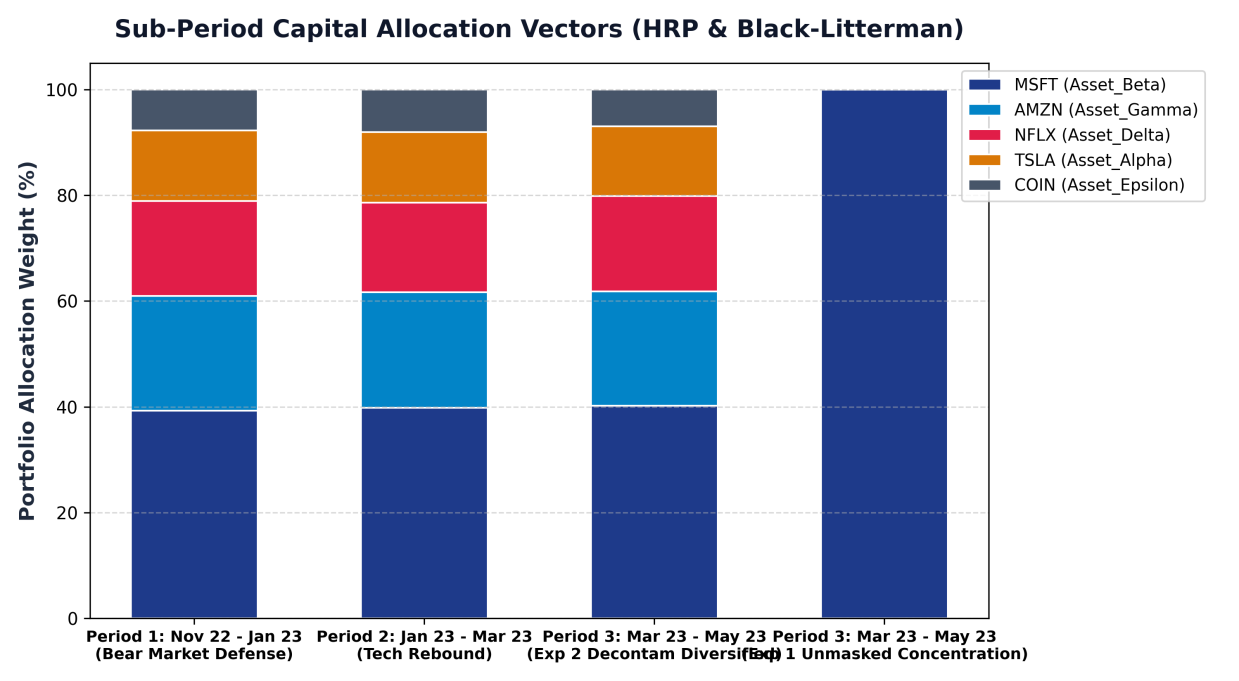 Sub-Period Capital Allocation Vectors (HRP & Black-Litterman)
Portfolio Allocation Weight (%)
100
80
60
40
20
0
MSFT (Asset_Beta)
AMZN (Asset_Gamma)
NFLX (Asset_Delta)
TSLA (Asset_Alpha)
COIN (Asset_Epsilon)
Period 1: Nov 22 - Jan 23
(Bear Market Defense)
Period 2: Jan 23 - Mar 23
(Tech Rebound)
Period 3: Mar 23 - May 23
(Exp 2 Decontam Diversified)
Period 3: Mar 23 - May 23
(Exp 1 Unmasked Concentration)